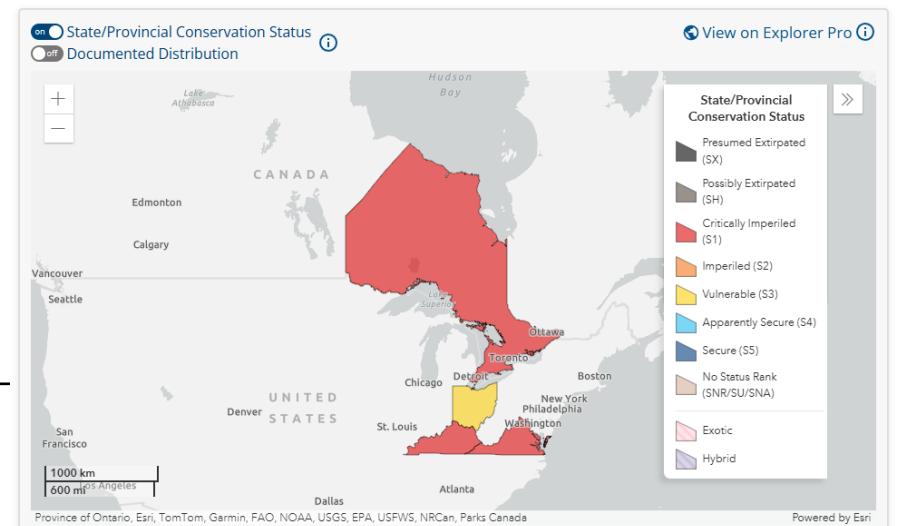 on State/Provincial Conservation Status
off Documented Distribution
View on Explorer Pro
Hudson
Bay
Lake
Athabasca
CANADA
Edmonton
Calgary
Vancouver
Seattle
Lake
Superior
Ottawa
Toronto
Detroit
Chicago
Boston
UNITED
STATES
New York
Philadelphia
Denver
St. Louis
Washington
San
Francisco
Los Angeles
Atlanta
Dallas
1000 km
600 mi
State/Provincial
Conservation Status
Presumed Extirpated
(SX)
Possibly Extirpated
(SH)
Critically Imperiled
(S1)
Imperiled (S2)
Vulnerable (S3)
Apparently Secure (S4)
Secure (S5)
No Status Rank
(SNR/SU/SNA)
Exotic
Hybrid
Province of Ontario, Esri, TomTom, Garmin, FAO, NOAA, USGS, EPA, USFWS, NRCan, Parks Canada
Powered by Esri